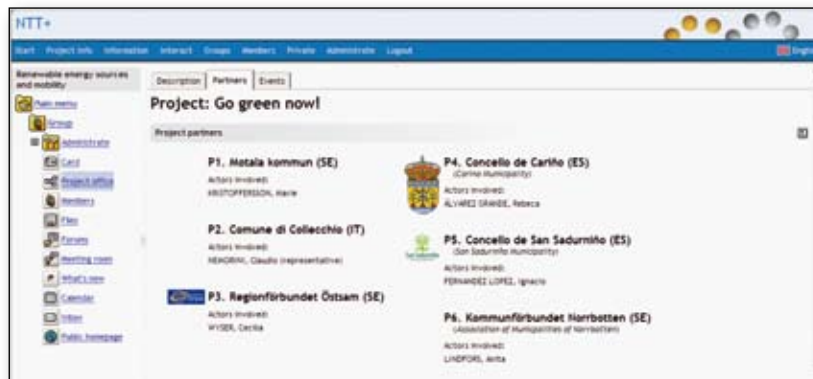 NTT+
Start Project info Information Interact Groups Members Private Administrate Logout
Renewable energy sources
and mobility
Main menu
Group
Administrate
Card
Project office
Members
Files
Forums
Meeting room
What's new
Calendar
Inbox
Public homepage
Description Partners Events
Project: Go green now!
Project partners
P1. Motala kommun (SE)
Actors involved:
KRISTOFFERSSON, Marie
P2. Comune di Collecchio (IT)
Actors involved:
Claudio (representative)
P3. Regionförbundet Östsam (SE)
Actors involved:
WYSER, Cecilia
P4. Concello de Cariño (ES)
(Carino municipality)
Actors involved:
ÁLVAREZ GRANDE, Rebeca
P5. Concello de San Sadurniño (ES)
(San Sadurniño municipality)
Actors involved:
FERNANDEZ LOPEZ, Ignacio
P6. Kommunförbundet Norrbotten (SE)
(Association of municipalities of Norrbotten)
Actors involved:
LINDFORS, Anita